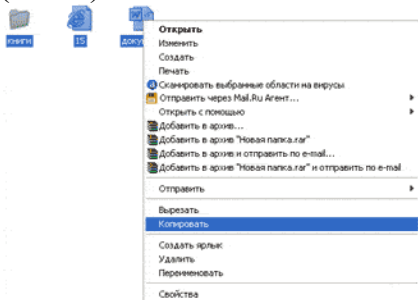 книги
15
доку
Открыть
Изменить
Создать
Печать
Сканировать выбранные области на вирусы
Отправить через Mail.Ru Агент...
Открыть с помощью
Добавить в архив...
Добавить в архив "Новая папка.rar"
Добавить в архив и отправить по e-mail...
Добавить в архив "Новая папка.rar" и отправить по e-mail
Отправить
Вырезать
Копировать
Создать ярлык
Удалить
Переименовать
Свойства